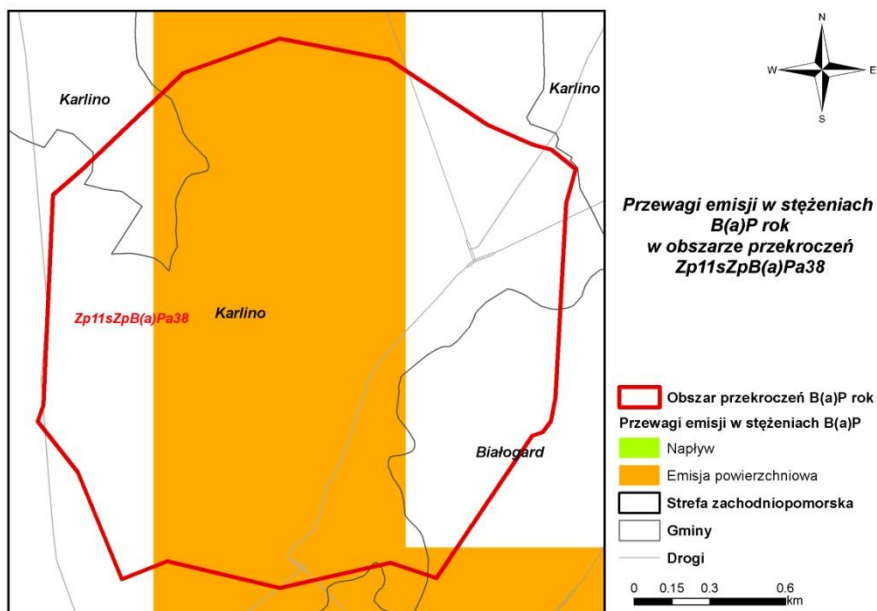 Karlino
Karlino
Zp11sZpB(a)Pa38
Karlino
Białogard
N
W
E
S
Przewagi emisji w stężeniach
B(a)P rok
w obszarze przekroczeń
Zp11sZpB(a)Pa38
Obszar przekroczeń B(a)P rok
Przewagi emisji w stężeniach B(a)P
Napływ
Emisja powierzchniowa
Strefa zachodniopomorska
Gminy
Drogi
0 0.15 0.3 0.6
km